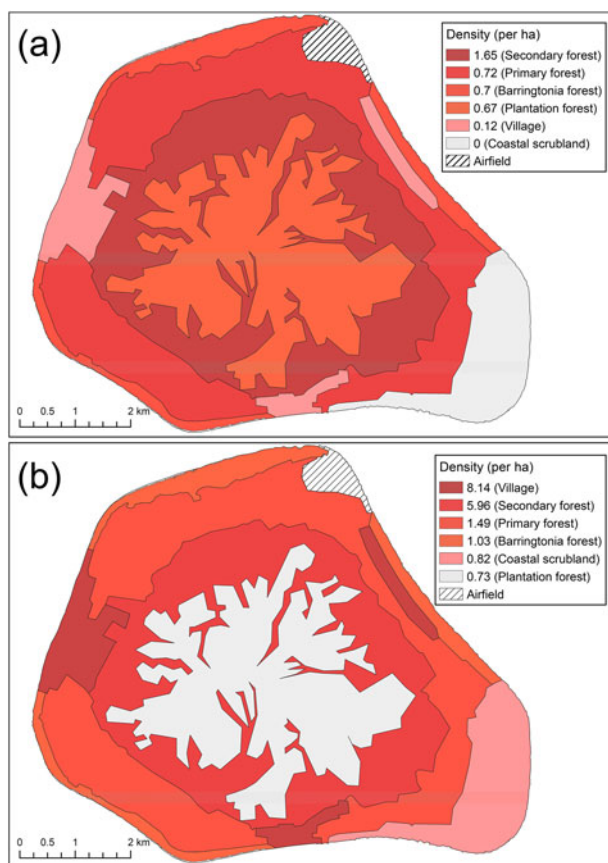 (a)
Density (per ha)
1.65 (Secondary forest)
0.72 (Primary forest)
0.7 (Barringtonia forest)
0.67 (Plantation forest)
0.12 (Village)
0 (Coastal scrubland)
Airfield
0 0.5 1 2 km
(b)
Density (per ha)
8.14 (Village)
5.96 (Secondary forest)
1.49 (Primary forest)
1.03 (Barringtonia forest)
0.82 (Coastal scrubland)
0.73 (Plantation forest)
Airfield
0 0.5 1 2 km